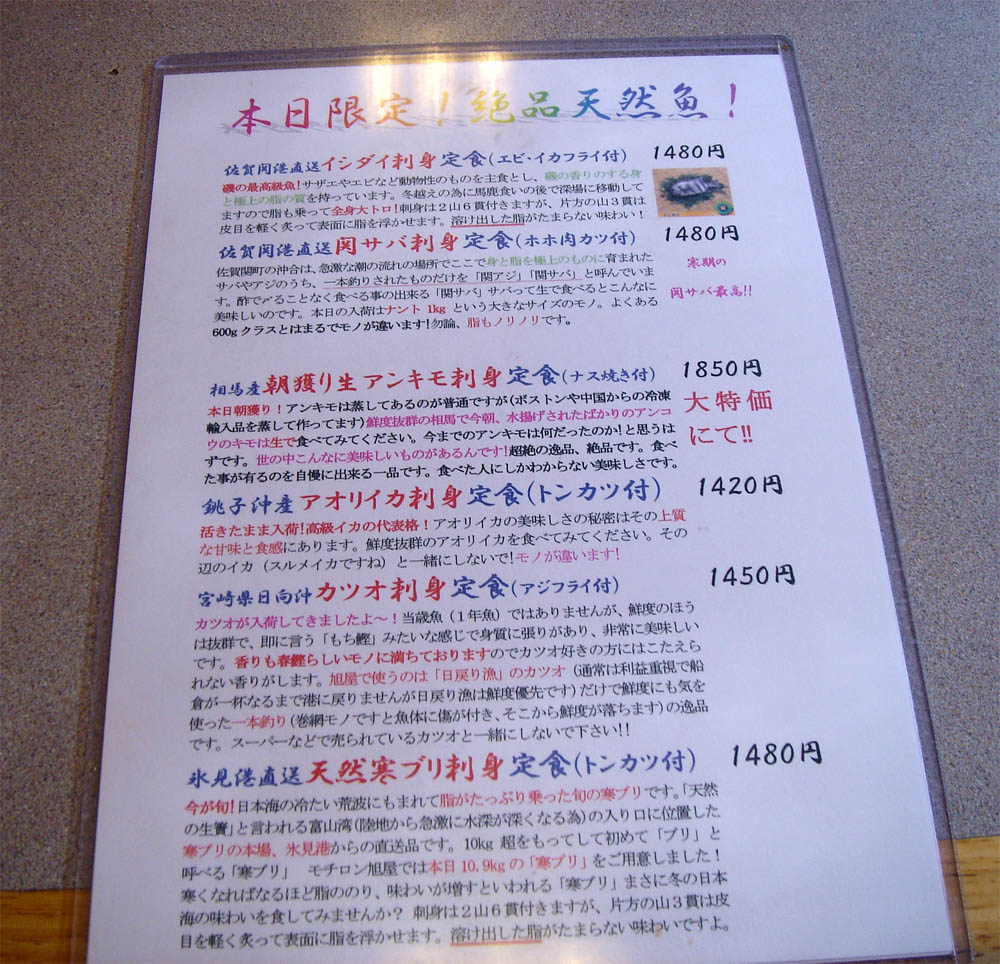 本日限定！絶品天然魚！
佐賀関港直送イシダイ刺身定食(エビ・イカフライ付) 1480円
磯の最高級魚！サザエやエビなど動物性のものを主食とし、磯の香りのする身
と極上の脂の質を持っています。冬越えの為に馬鹿食いの後で深場に移動して
ますので脂も乗って全身大トロ！刺身は２山６貫付きますが、片方の山３貫は
皮目を軽く炙って表面に脂を浮かせます。溶け出した脂がたまらない味わい！
佐賀関港直送関サバ刺身定食(ホホ肉カツ付) 1480円
佐賀関町の沖合は、急激な潮の流れの場所でここで身と脂を極上のものに育まれた
サバやアジのうち、一本釣りされたものだけを「関アジ」「関サバ」と呼んでいま
す。酢で〆ることなく食べる事の出来る「関サバ」サバって生で食べるとこんなに
美味しいのです。本日の入荷はナント 1kg という大きなサイズのモノ。よくある
600g クラスとはまるでモノが違います！勿論、脂もノリノリです。
寒期の
関サバ最高!!
相馬産朝獲り生アンキモ刺身定食(ナス焼き付) 1850円
本日朝獲り！アンキモは蒸してあるのが普通ですが(ボストンや中国からの冷凍
輸入品を蒸して作ってます)鮮度抜群の相馬で今朝、水揚げされたばかりのアンコ
ウのキモは生で食べてみてください。今までのアンキモは何だったのか！と思うは
ずです。世の中こんなに美味しいものがあるんです！超絶の逸品、絶品です。食べ
た事が有るのを自慢に出来る一品です。食べた人にしかわからない美味しさです。
大特価
にて!!
銚子沖産アオリイカ刺身定食(トンカツ付) 1420円
活きたまま入荷！高級イカの代表格！アオリイカの美味しさの秘密はその上質
な甘味と食感にあります。鮮度抜群のアオリイカを食べてみてください。その
辺のイカ（スルメイカですね）と一緒にしないで！モノが違います！
宮崎県日向沖カツオ刺身定食(アジフライ付) 1450円
カツオが入荷してきましたよ～！当歳魚（１年魚）ではありませんが、鮮度のほう
は抜群で、即に言う「もち鰹」みたいな感じで身質に張りがあり、非常に美味しい
です。香りも春鰹らしいモノに満ちておりますのでカツオ好きの方にはこたえら
れない香りがします。旭屋で使うのは「日戻り漁」のカツオ（通常は利益重視で船
倉が一杯なるまで港に戻りませんが日戻り漁は鮮度優先です）だけで鮮度にも気を
使った一本釣り（巻網モノですと魚体に傷が付き、そこから鮮度が落ちます）の逸品
です。スーパーなどで売られているカツオと一緒にしないで下さい!!
氷見港直送天然寒ブリ刺身定食(トンカツ付) 1480円
今が旬！日本海の冷たい荒波にもまれて脂がたっぷり乗った旬の寒ブリです。「天然
の生簀」と言われる富山湾(陸地から急激に水深が深くなる為)の入り口に位置した
寒ブリの本場、氷見港からの直送品です。10kg 超をもってして初めて「ブリ」と
呼べる「寒ブリ」　モチロン旭屋では本日 10.9kg の「寒ブリ」をご用意しました！
寒くなればなるほど脂ののり、味わいが増すといわれる「寒ブリ」まさに冬の日本
海の味わいを食してみませんか？ 刺身は２山６貫付きますが、片方の山３貫は皮
目を軽く炙って表面に脂を浮かせます。溶け出した脂がたまらない味わいですよ。